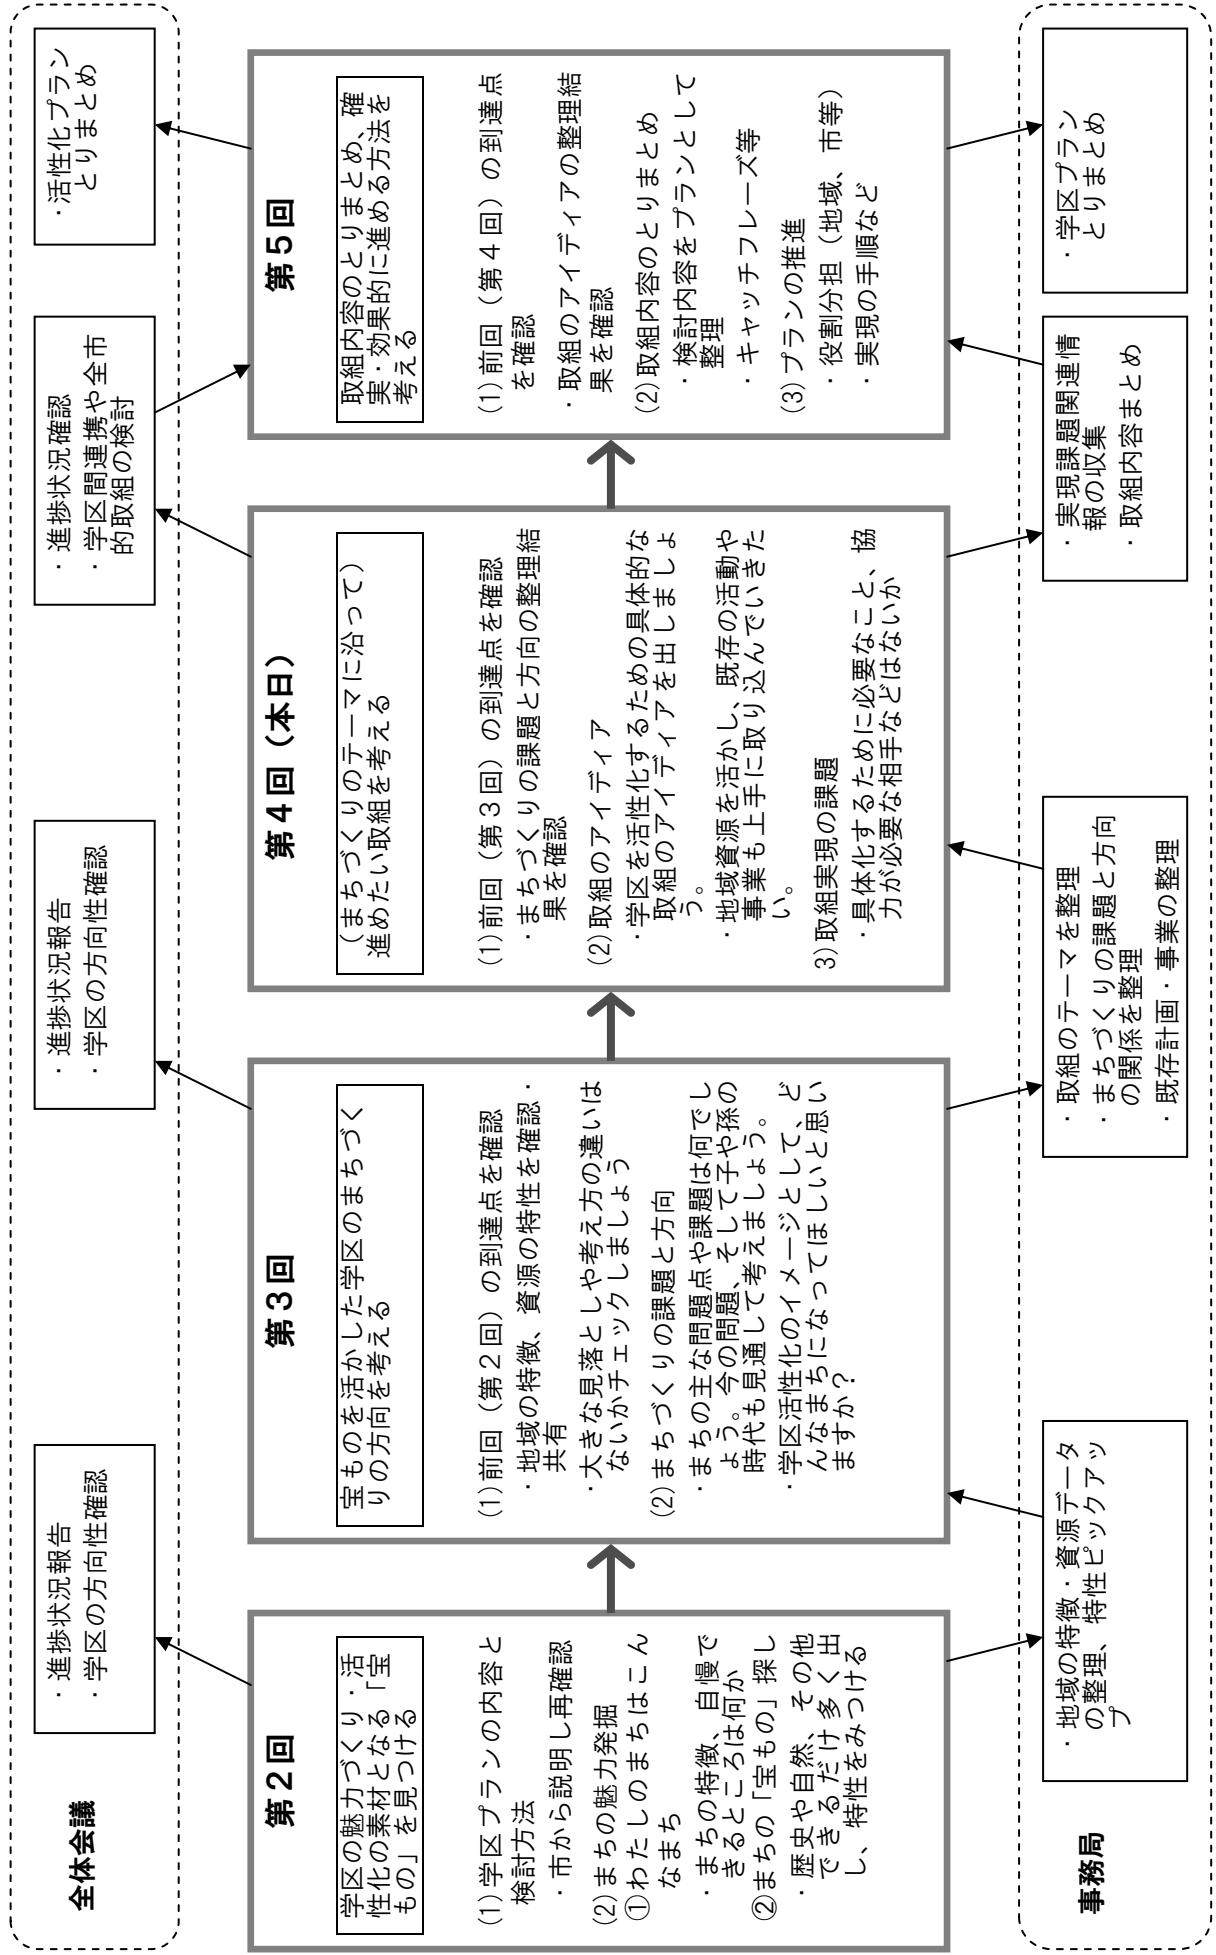 全体会議
・進捗状況報告
・学区の方向性確認
・進捗状況報告
・学区の方向性確認
・進捗状況確認
・学区間連携や全市
的取組の検討
・活性化プラン
とりまとめ
第２回
学区の魅力づくり・活
性化の素材となる「宝
もの」を見つける
(1)学区プランの内容と
検討方法
・市から説明し再確認
(2)まちの魅力発掘
①わたしのまちはこん
なまち
・まちの特徴、自慢で
きるところは何か
②まちの「宝もの」探し
・歴史や自然、その他
できるだけ多く出
し、特性をみつける
第３回
宝ものを活かした学区のまちづく
りの方向を考える
(1)前回（第２回）の到達点を確認
・地域の特徴、資源の特性を確認・
共有
・大きな見落としや考え方の違いは
ないかチェックしましょう
(2)まちづくりの課題と方向
・まちの主な問題点や課題は何でし
ょう。今の問題、そして子や孫の
時代も見通して考えましょう。
・学区活性化のイメージとして、ど
んなまちになってほしいと思い
ますか？
第４回（本日）
（まちづくりのテーマに沿って）
進めたい取組を考える
(1)前回（第３回）の到達点を確認
・まちづくりの課題と方向の整理結
果を確認
(2)取組のアイディア
・学区を活性化するための具体的な
取組のアイディアを出しましょ
う。
・地域資源を活かし、既存の活動や
事業も上手に取り込んでいきた
い。
3)取組実現の課題
・具体化するために必要なこと、協
力が必要な相手などはないか
第５回
取組内容のとりまとめ、確
実・効果的に進める方法を
考える
(1)前回（第４回）の到達点
を確認
・取組のアイディアの整理結
果を確認
(2)取組内容のとりまとめ
・検討内容をプランとして
整理
・キャッチフレーズ等
(3)プランの推進
・役割分担（地域、市等）
・実現の手順など
事務局
・地域の特徴・資源データ
の整理、特性ピックアッ
プ
・取組のテーマを整理
・まちづくりの課題と方向
の関係を整理
・既存計画・事業の整理
・実現課題関連情
報の収集
・取組内容まとめ
・学区プラン
とりまとめ